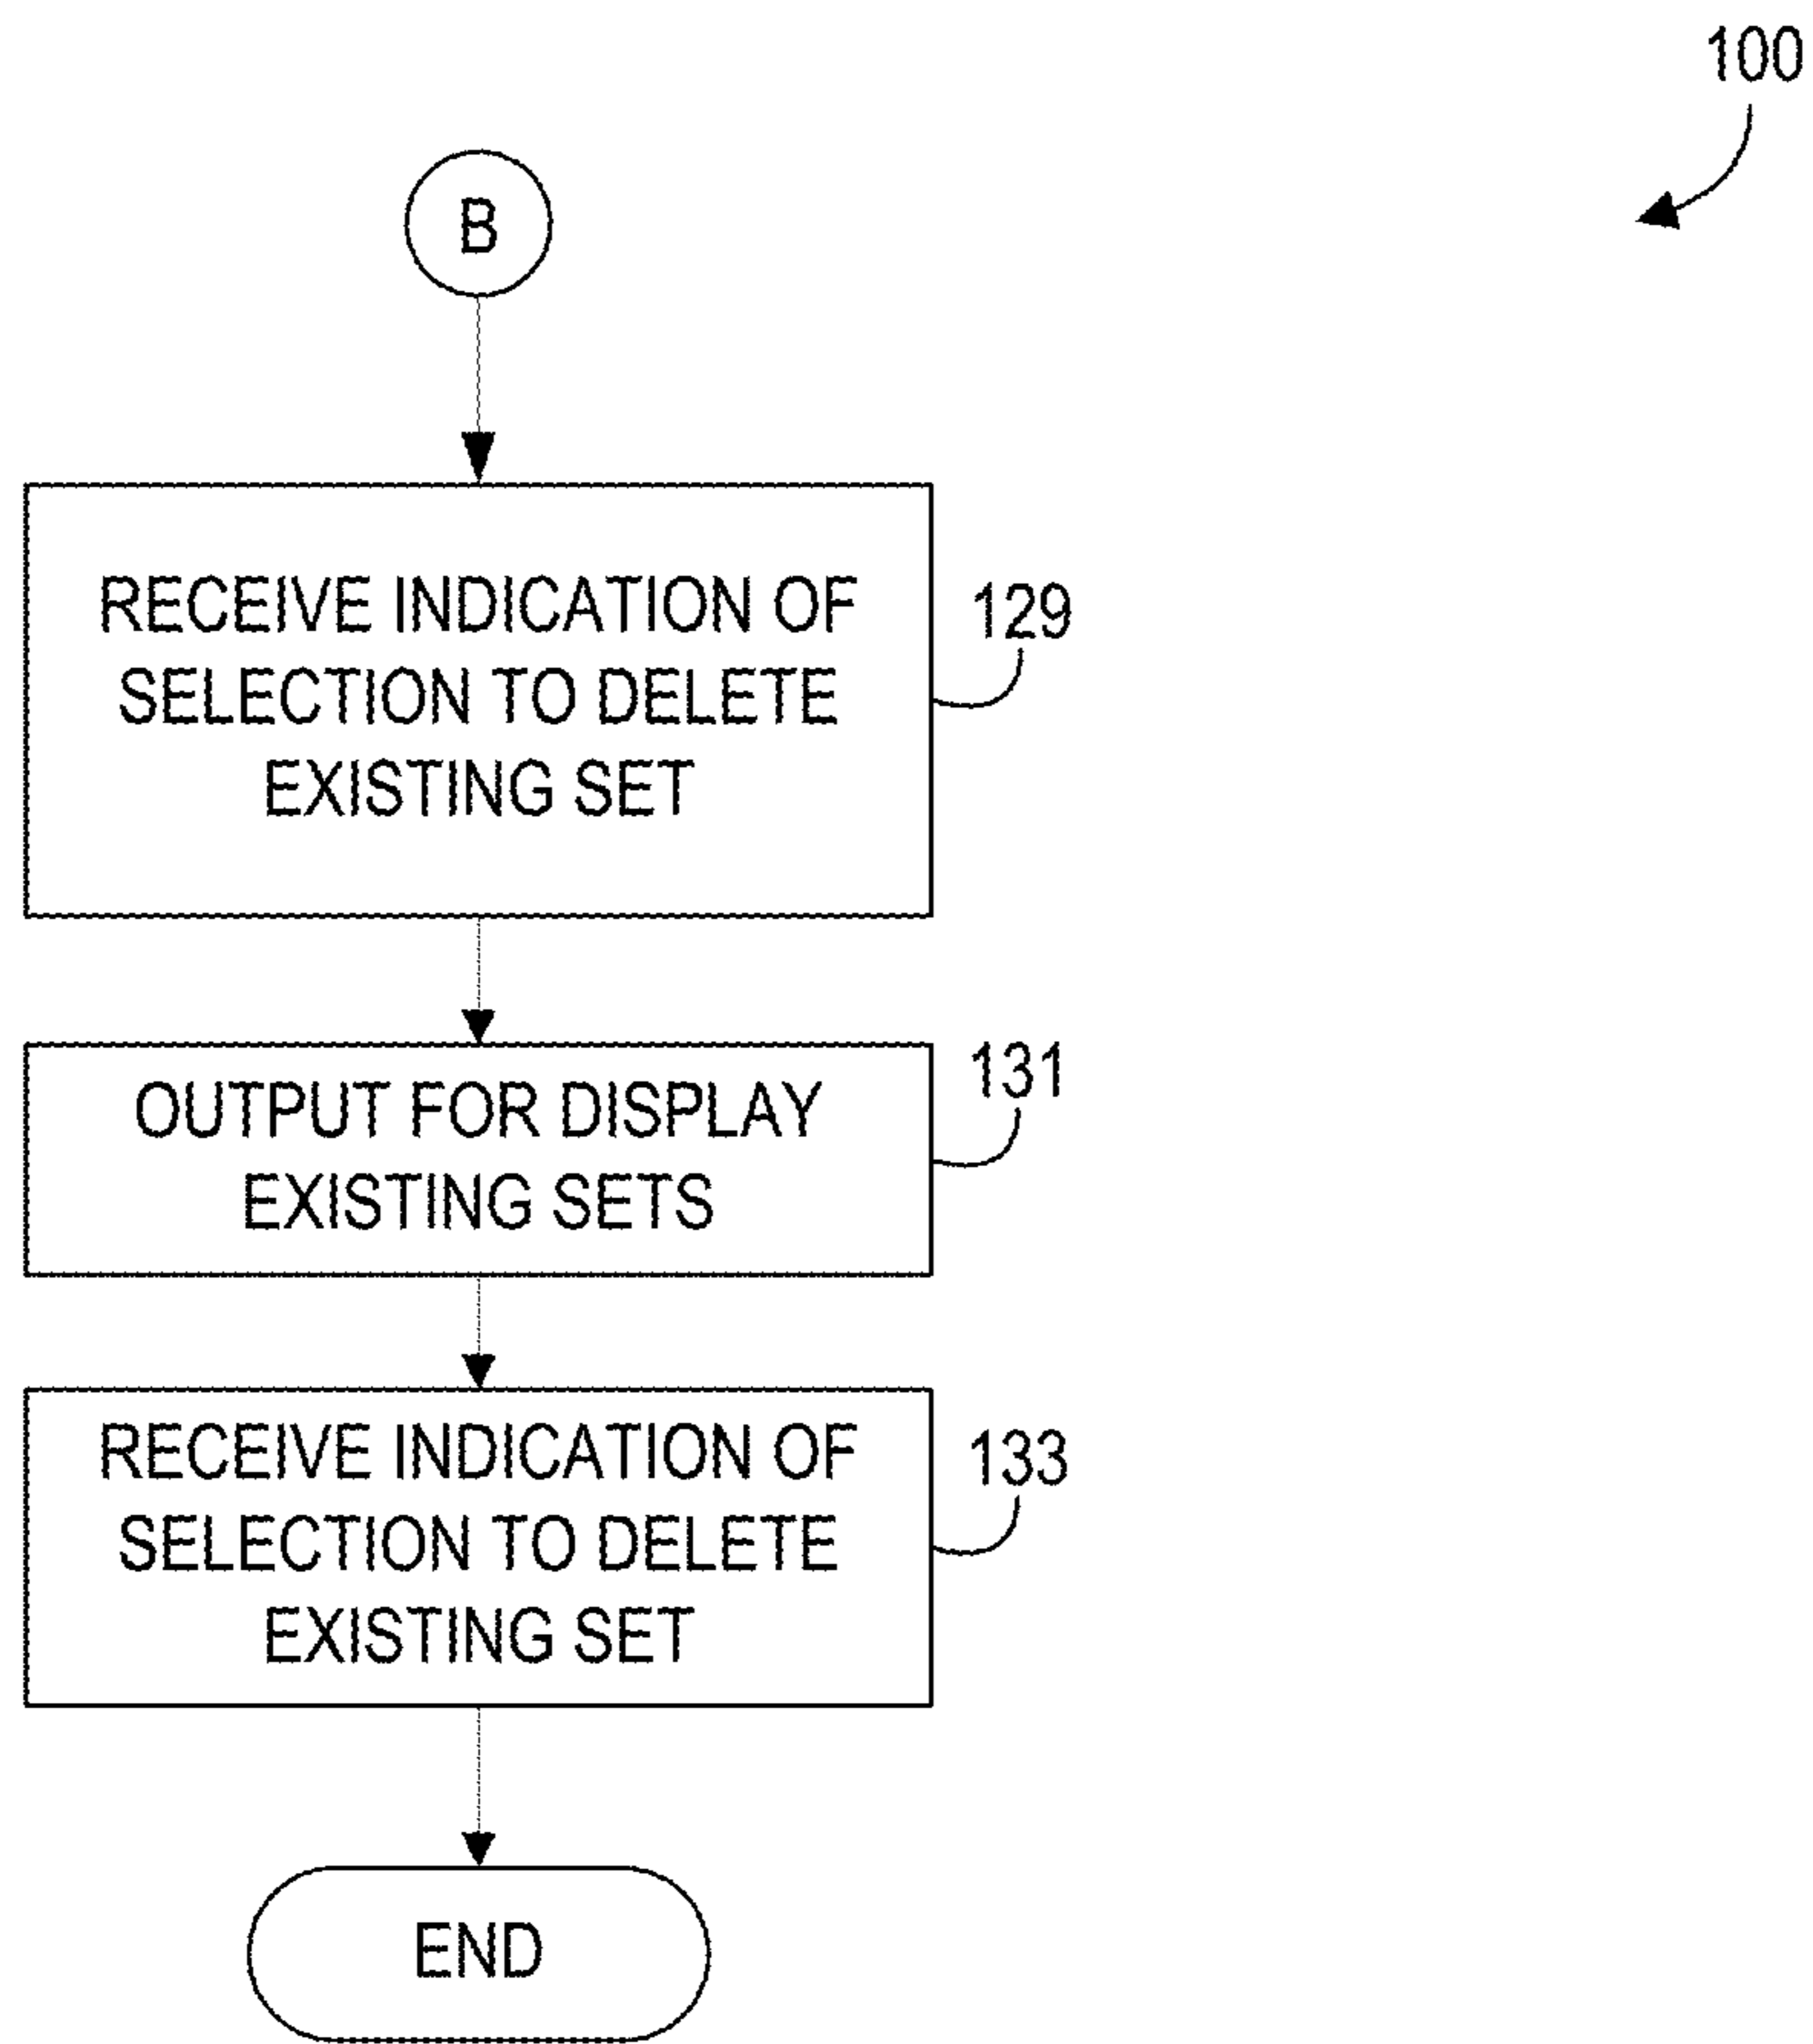 100
B
RECEIVE INDICATION OF
SELECTION TO DELETE
EXISTING SET
129
OUTPUT FOR DISPLAY
EXISTING SETS
131
RECEIVE INDICATION OF
SELECTION TO DELETE
EXISTING SET
133
END